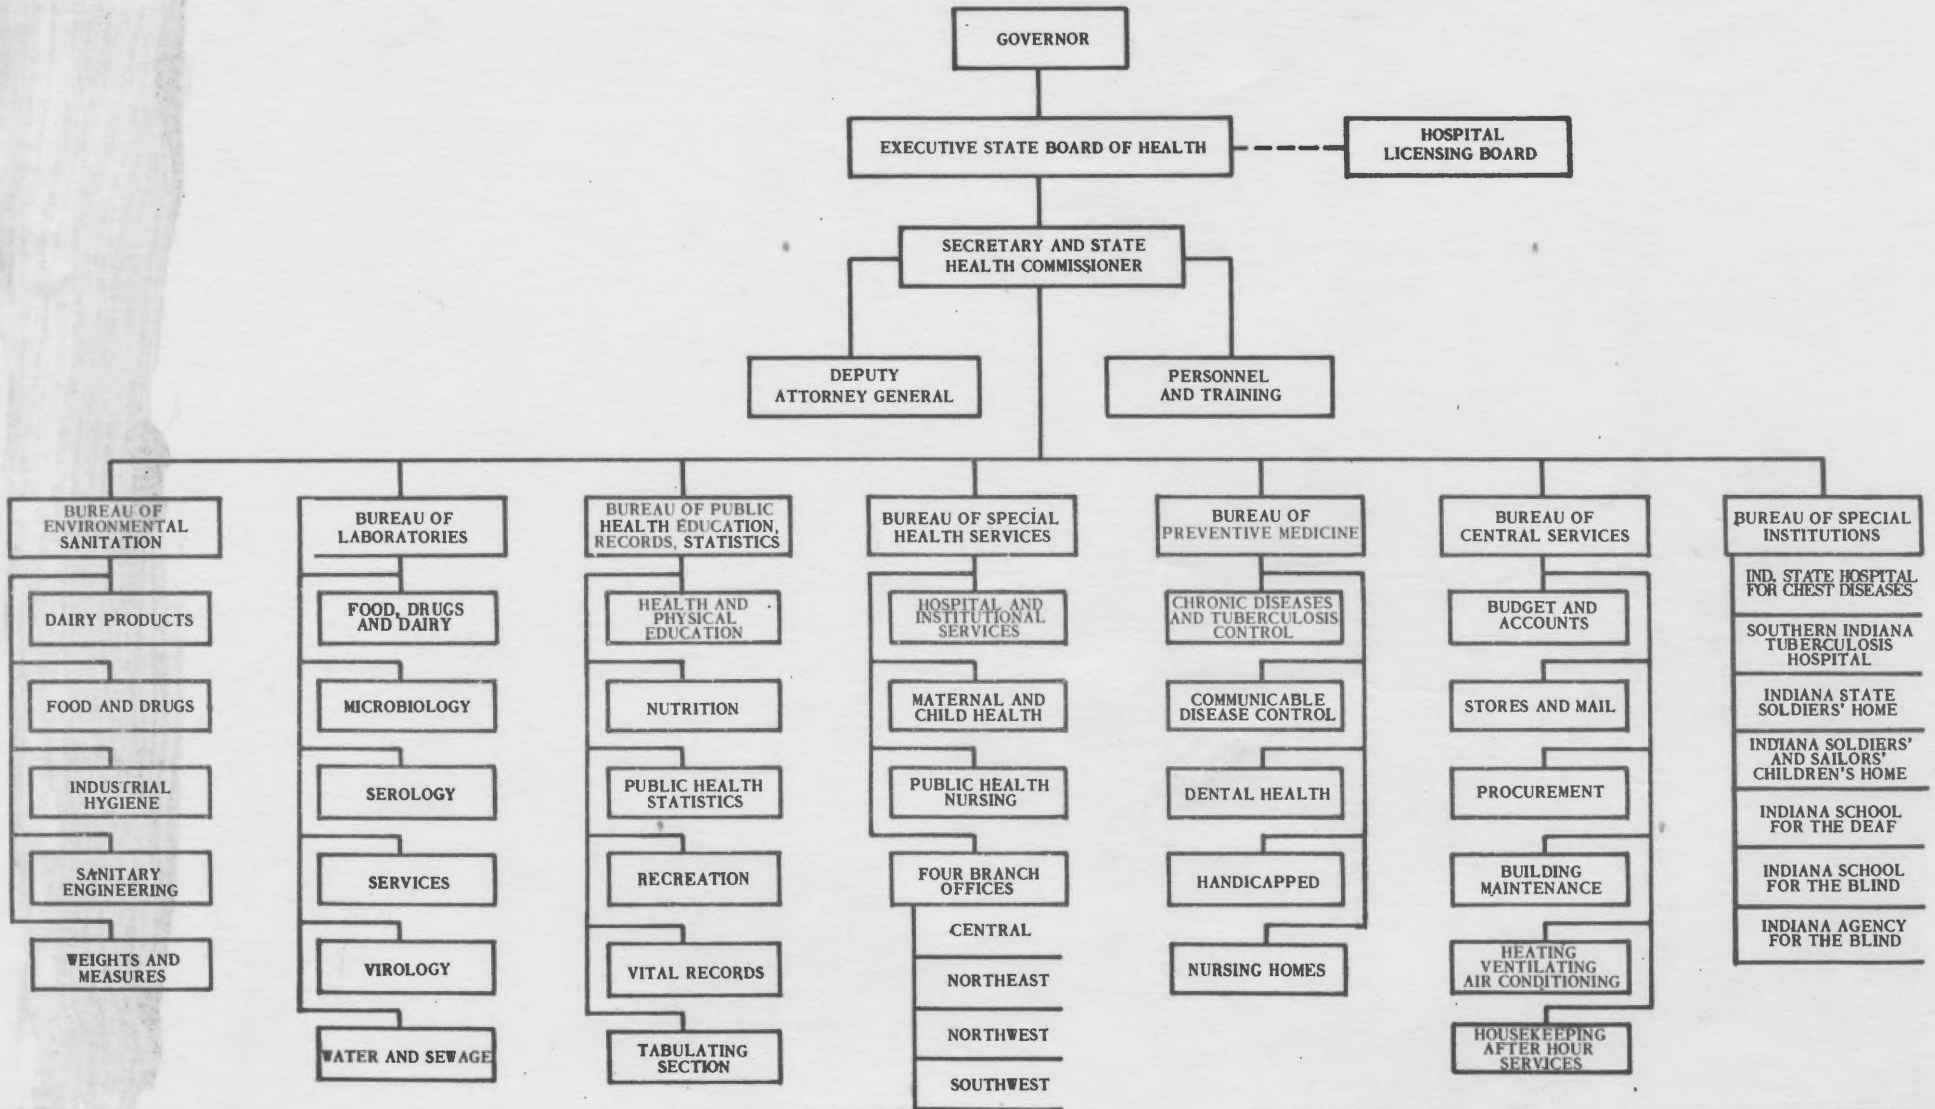 GOVERNOR
EXECUTIVE STATE BOARD OF HEALTH
HOSPITAL
LICENSING BOARD
SECRETARY AND STATE
HEALTH COMMISSIONER
DEPUTY
ATTORNEY GENERAL
PERSONNEL
AND TRAINING
BUREAU OF
ENVIRONMENTAL
SANITATION
DAIRY PRODUCTS
FOOD AND DRUGS
INDUSTRIAL
HYGIENE
SANITARY
ENGINEERING
WEIGHTS AND
MEASURES
BUREAU OF
LABORATORIES
FOOD, DRUGS
AND DAIRY
MICROBIOLOGY
SEROLOGY
SERVICES
VIROLOGY
WATER AND SEWAGE
BUREAU OF PUBLIC
HEALTH EDUCATION,
RECORDS, STATISTICS
HEALTH AND
PHYSICAL
EDUCATION
NUTRITION
PUBLIC HEALTH
STATISTICS
RECREATION
VITAL RECORDS
TABULATING
SECTION
BUREAU OF SPECIAL
HEALTH SERVICES
HOSPITAL AND
INSTITUTIONAL
SERVICES
MATERNAL AND
CHILD HEALTH
PUBLIC HEALTH
NURSING
FOUR BRANCH
OFFICES
CENTRAL
NORTHEAST
NORTHWEST
SOUTHWEST
BUREAU OF
PREVENTIVE MEDICINE
CHRONIC DISEASES
AND TUBERCULOSIS
CONTROL
COMMUNICABLE
DISEASE CONTROL
DENTAL HEALTH
HANDICAPPED
NURSING HOMES
BUREAU OF
CENTRAL SERVICES
BUDGET AND
ACCOUNTS
STORES AND MAIL
PROCUREMENT
BUILDING
MAINTENANCE
HEATING
VENTILATING
AIR CONDITIONING
HOUSEKEEPING
AFTER HOUR
SERVICES
BUREAU OF SPECIAL
INSTITUTIONS
IND. STATE HOSPITAL
FOR CHEST DISEASES
SOUTHERN INDIANA
TUBERCULOSIS
HOSPITAL
INDIANA STATE
SOLDIERS' HOME
INDIANA SOLDIERS'
AND SAILORS'
CHILDREN'S HOME
INDIANA SCHOOL
FOR THE DEAF
INDIANA SCHOOL
FOR THE BLIND
INDIANA AGENCY
FOR THE BLIND